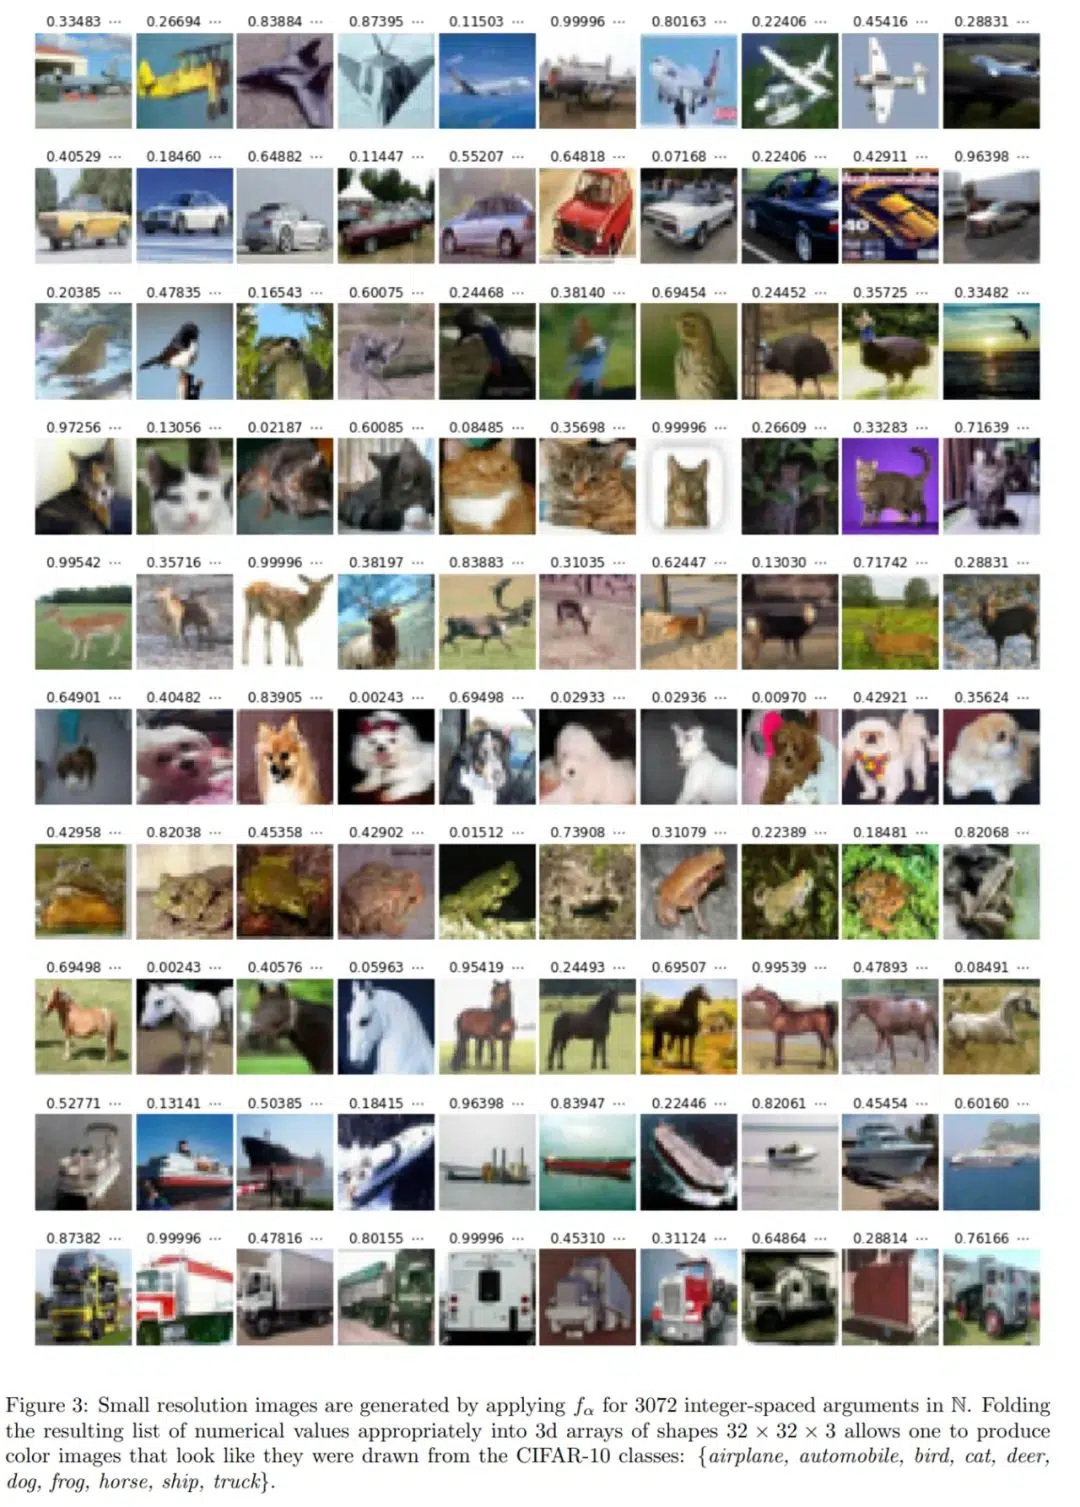 0.33483 ··· 0.26694 ··· 0.83884 ··· 0.87395 ··· 0.11503 ··· 0.99996 ··· 0.80163 ··· 0.22406 ··· 0.45416 ··· 0.28831 ···
0.40529 ··· 0.18460 ··· 0.64882 ··· 0.11447 ··· 0.55207 ··· 0.64818 ··· 0.07168 ··· 0.22406 ··· 0.42911 ··· 0.96398 ···
0.20385 ··· 0.47835 ··· 0.16543 ··· 0.60075 ··· 0.24468 ··· 0.38140 ··· 0.69454 ··· 0.24452 ··· 0.35725 ··· 0.33482 ···
0.97256 ··· 0.13056 ··· 0.02187 ··· 0.60085 ··· 0.08485 ··· 0.35698 ··· 0.99996 ··· 0.26609 ··· 0.33283 ··· 0.71639 ···
0.99542 ··· 0.35716 ··· 0.99996 ··· 0.38197 ··· 0.83883 ··· 0.31035 ··· 0.62447 ··· 0.13030 ··· 0.71742 ··· 0.28831 ···
0.64901 ··· 0.40482 ··· 0.83905 ··· 0.00243 ··· 0.69498 ··· 0.02933 ··· 0.02936 ··· 0.00970 ··· 0.42921 ··· 0.35624 ···
0.42958 ··· 0.82038 ··· 0.45358 ··· 0.42902 ··· 0.01512 ··· 0.73908 ··· 0.31079 ··· 0.22389 ··· 0.18481 ··· 0.82068 ···
0.69498 ··· 0.00243 ··· 0.40576 ··· 0.05963 ··· 0.95419 ··· 0.24493 ··· 0.69507 ··· 0.99539 ··· 0.47893 ··· 0.08491 ···
0.52771 ··· 0.13141 ··· 0.50385 ··· 0.18415 ··· 0.96398 ··· 0.83947 ··· 0.22446 ··· 0.82061 ··· 0.45454 ··· 0.60160 ···
0.87382 ··· 0.99996 ··· 0.47816 ··· 0.80155 ··· 0.99996 ··· 0.45310 ··· 0.31124 ··· 0.64864 ··· 0.28814 ··· 0.76166 ···
Figure 3: Small resolution images are generated by applying fα for 3072 integer-spaced arguments in ℕ. Folding
the resulting list of numerical values appropriately into 3d arrays of shapes 32 × 32 × 3 allows one to produce
color images that look like they were drawn from the CIFAR-10 classes: {airplane, automobile, bird, cat, deer,
dog, frog, horse, ship, truck}.